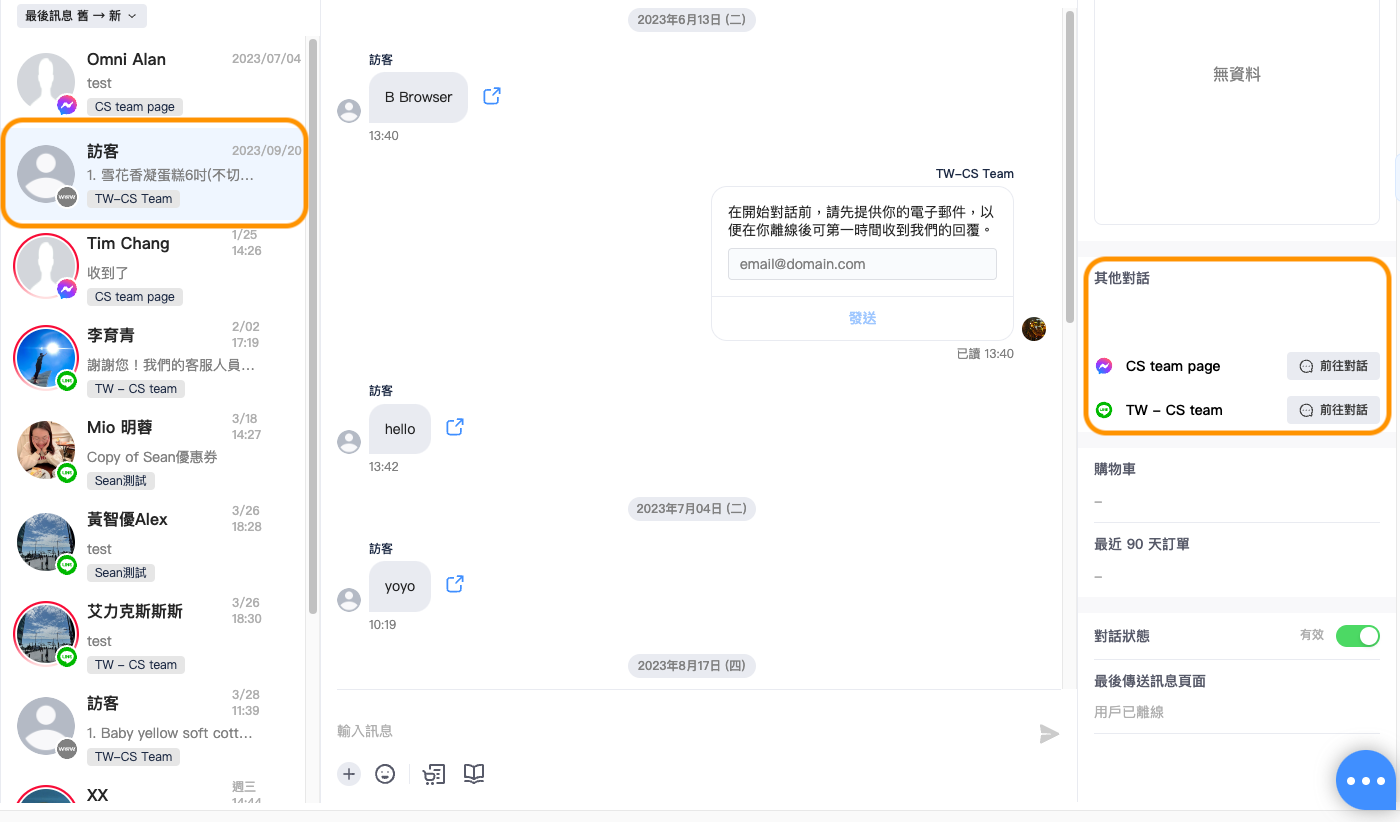 最後訊息 舊 → 新
Omni Alan
2023/07/04
test
CS team page
訪客
2023/09/20
1. 雪花香凝蛋糕6吋(不切…
www
TW-CS Team
Tim Chang
1/25
14:26
收到了
CS team page
李育青
2/02
17:19
謝謝您！我們的客服人員…
LINE
TW - CS team
Mio 明蓉
3/18
14:27
Copy of Sean優惠券
LINE
Sean測試
黃智優Alex
3/26
18:28
test
LINE
Sean測試
艾力克斯斯斯
3/26
18:30
test
LINE
TW - CS team
訪客
3/28
11:39
1. Baby yellow soft cott...
www
TW-CS Team
XX
週三
14:44
2023年6月13日 (二)
訪客
B Browser
13:40
TW-CS Team
在開始對話前，請先提供你的電子郵件，以
便在你離線後可第一時間收到我們的回覆。
email@domain.com
發送
已讀 13:40
訪客
hello
13:42
2023年7月04日 (二)
訪客
yoyo
10:19
2023年8月17日 (四)
輸入訊息
無資料
其他對話
CS team page
前往對話
LINE
TW - CS team
前往對話
購物車
–
最近 90 天訂單
–
對話狀態
有效
最後傳送訊息頁面
用戶已離線